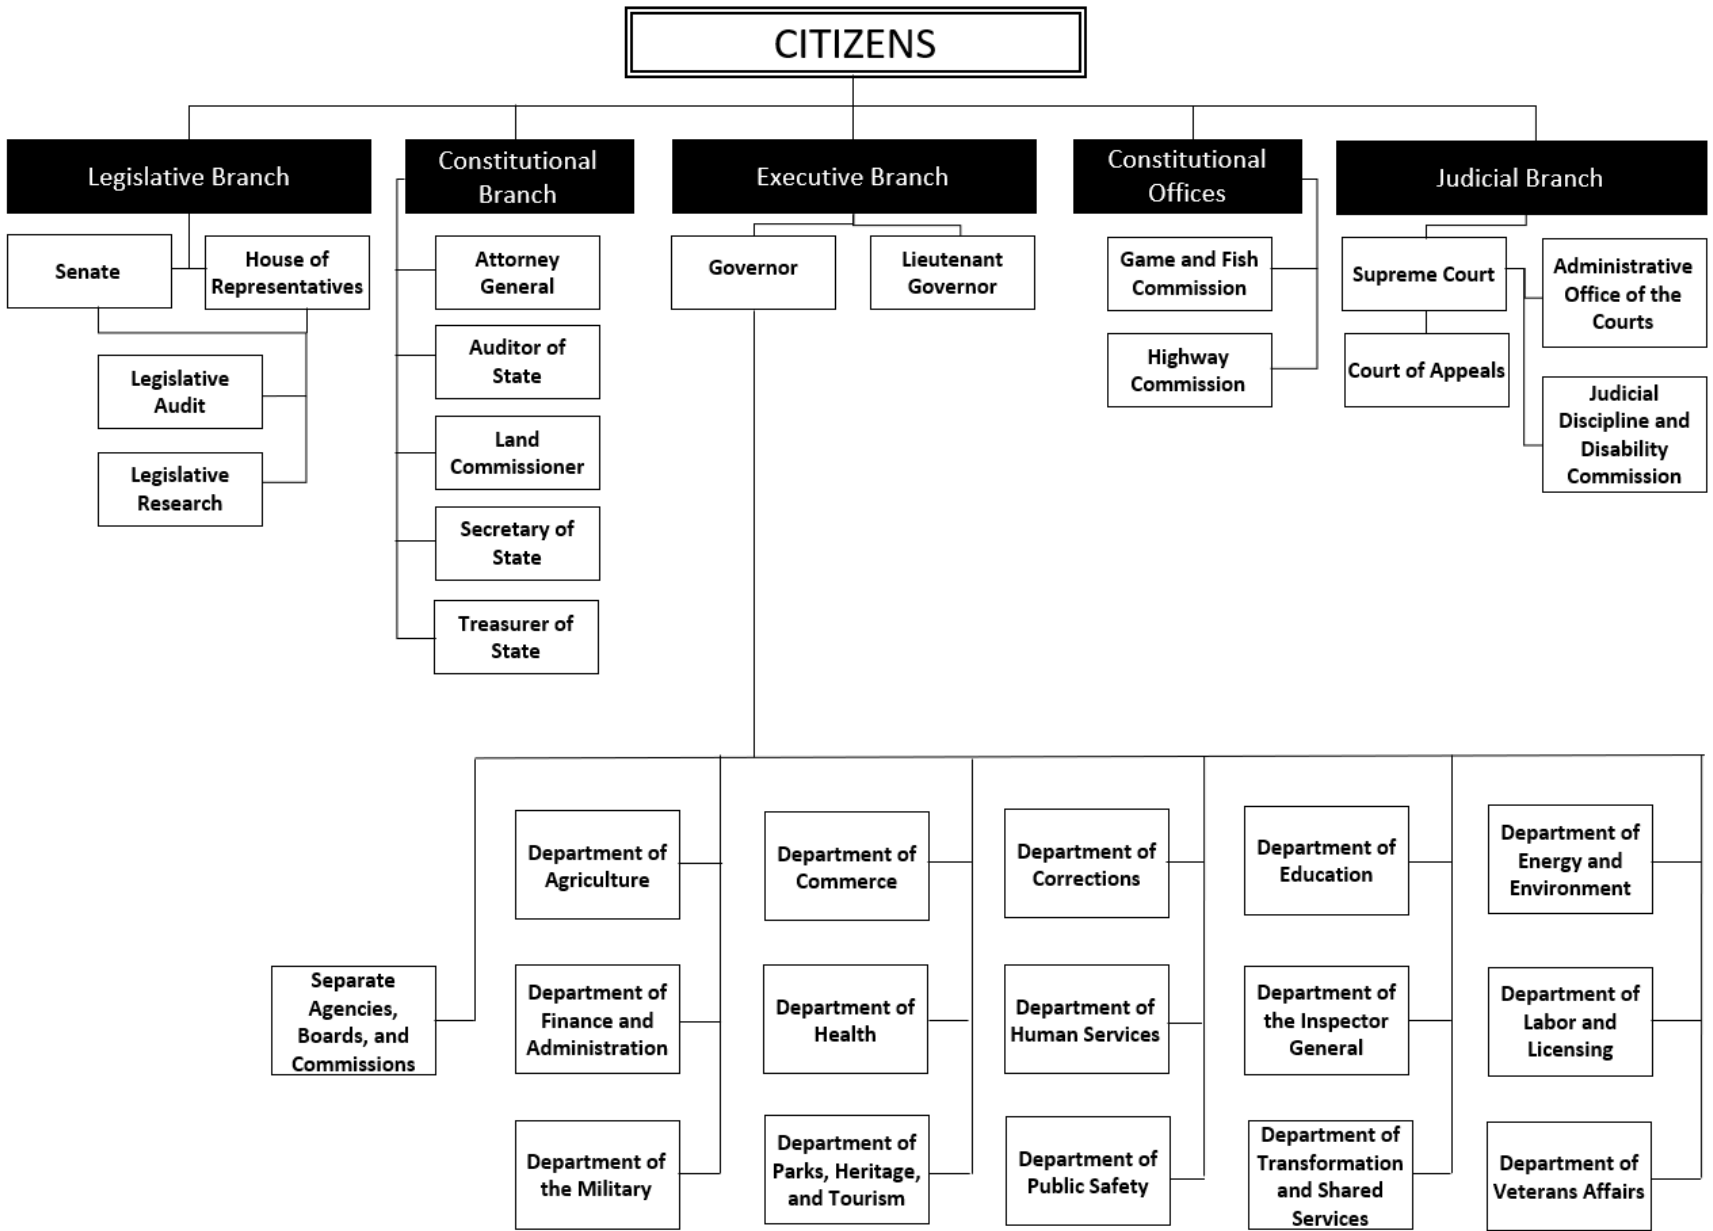 CITIZENS
Legislative Branch
Constitutional
Branch
Executive Branch
Constitutional
Offices
Judicial Branch
Senate
House of
Representatives
Legislative
Audit
Legislative
Research
Attorney
General
Auditor of
State
Land
Commissioner
Secretary of
State
Treasurer of
State
Governor
Lieutenant
Governor
Game and Fish
Commission
Highway
Commission
Supreme Court
Court of Appeals
Administrative
Office of the
Courts
Judicial
Discipline and
Disability
Commission
Separate
Agencies,
Boards, and
Commissions
Department of
Agriculture
Department of
Commerce
Department of
Corrections
Department of
Education
Department of
Energy and
Environment
Department of
Finance and
Administration
Department of
Health
Department of
Human Services
Department of
the Inspector
General
Department of
Labor and
Licensing
Department of
the Military
Department of
Parks, Heritage,
and Tourism
Department of
Public Safety
Department of
Transformation
and Shared
Services
Department of
Veterans Affairs